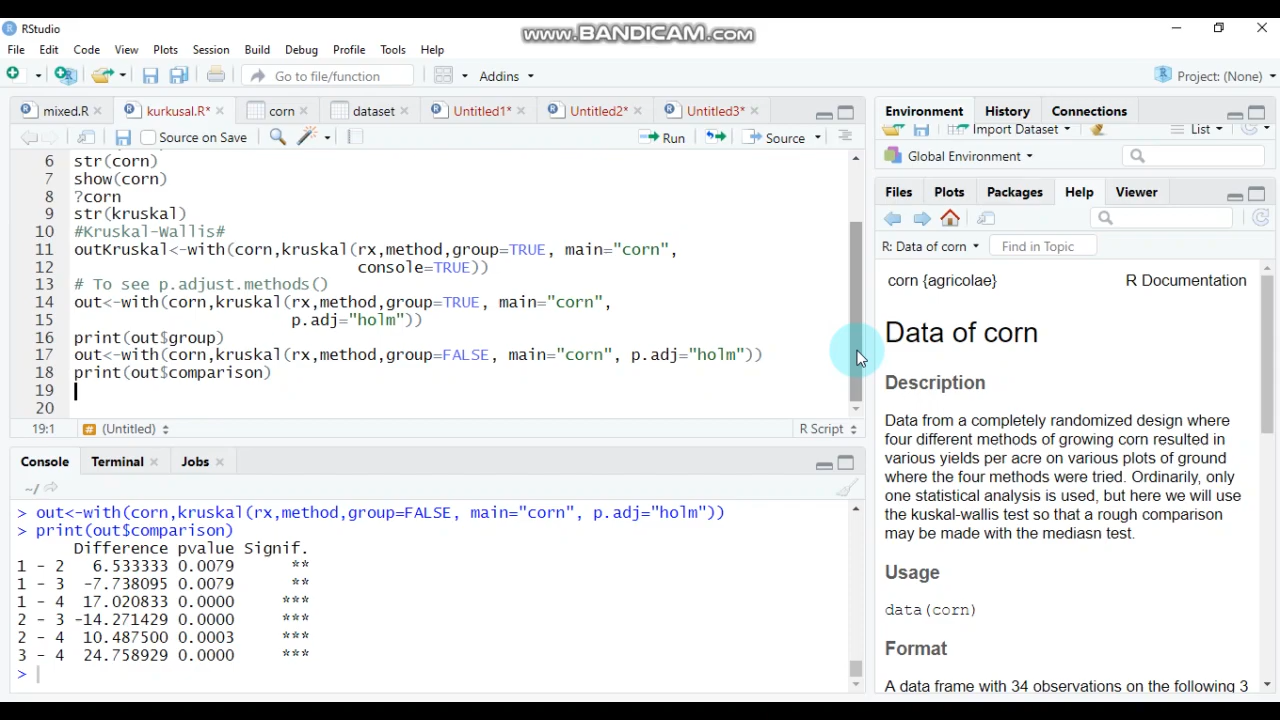 RStudio
www.BANDICAM.com
File Edit Code View Plots Session Build Debug Profile Tools Help
Go to file/function Addins Project: (None)
mixed.R kurkusal.R* corn dataset Untitled1* Untitled2* Untitled3*
Source on Save Run Source
6 str(corn)
7 show(corn)
8 ?corn
9 str(kruskal)
10 #Kruskal-Wallis#
11 outKruskal<-with(corn,kruskal(rx,method,group=TRUE, main="corn",
12 console=TRUE))
13 # To see p.adjust.methods()
14 out<-with(corn,kruskal(rx,method,group=TRUE, main="corn",
15 p.adj="holm"))
16 print(out$group)
17 out<-with(corn,kruskal(rx,method,group=FALSE, main="corn", p.adj="holm"))
18 print(out$comparison)
19
20
19:1 (Untitled) R Script
Console Terminal Jobs
~/
> out<-with(corn,kruskal(rx,method,group=FALSE, main="corn", p.adj="holm"))
> print(out$comparison)
Difference pvalue Signif.
1 - 2 6.533333 0.0079 **
1 - 3 -7.738095 0.0079 **
1 - 4 17.020833 0.0000 ***
2 - 3 -14.271429 0.0000 ***
2 - 4 10.487500 0.0003 ***
3 - 4 24.758929 0.0000 ***
>
Environment History Connections
Import Dataset List
Global Environment
Files Plots Packages Help Viewer
R: Data of corn Find in Topic
corn {agricolae} R Documentation
Data of corn
Description
Data from a completely randomized design where
four different methods of growing corn resulted in
various yields per acre on various plots of ground
where the four methods were tried. Ordinarily, only
one statistical analysis is used, but here we will use
the kuskal-wallis test so that a rough comparison
may be made with the mediasn test.
Usage
data(corn)
Format
A data frame with 34 observations on the following 3